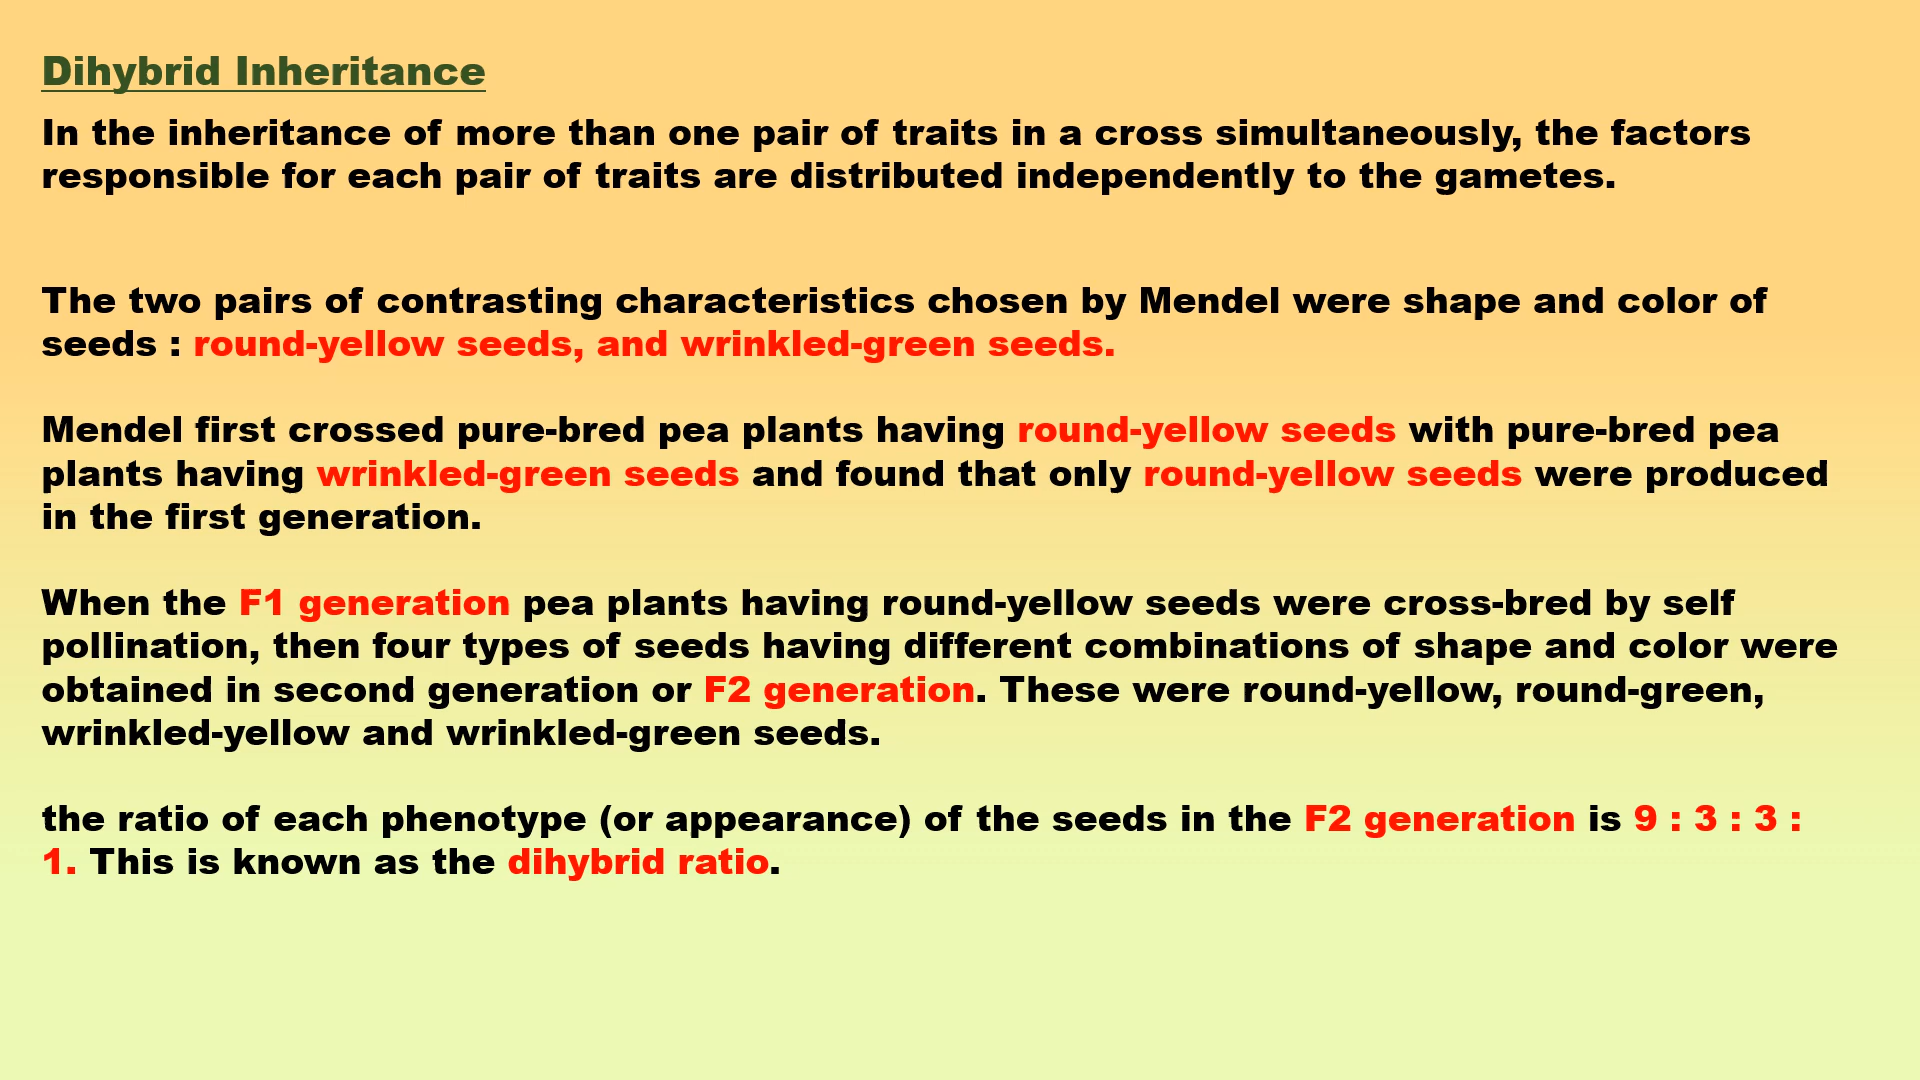 Dihybrid Inheritance
In the inheritance of more than one pair of traits in a cross simultaneously, the factors
responsible for each pair of traits are distributed independently to the gametes.
The two pairs of contrasting characteristics chosen by Mendel were shape and color of
seeds : round-yellow seeds, and wrinkled-green seeds.
Mendel first crossed pure-bred pea plants having round-yellow seeds with pure-bred pea
plants having wrinkled-green seeds and found that only round-yellow seeds were produced
in the first generation.
When the F1 generation pea plants having round-yellow seeds were cross-bred by self
pollination, then four types of seeds having different combinations of shape and color were
obtained in second generation or F2 generation. These were round-yellow, round-green,
wrinkled-yellow and wrinkled-green seeds.
the ratio of each phenotype (or appearance) of the seeds in the F2 generation is 9 : 3 : 3 :
1. This is known as the dihybrid ratio.